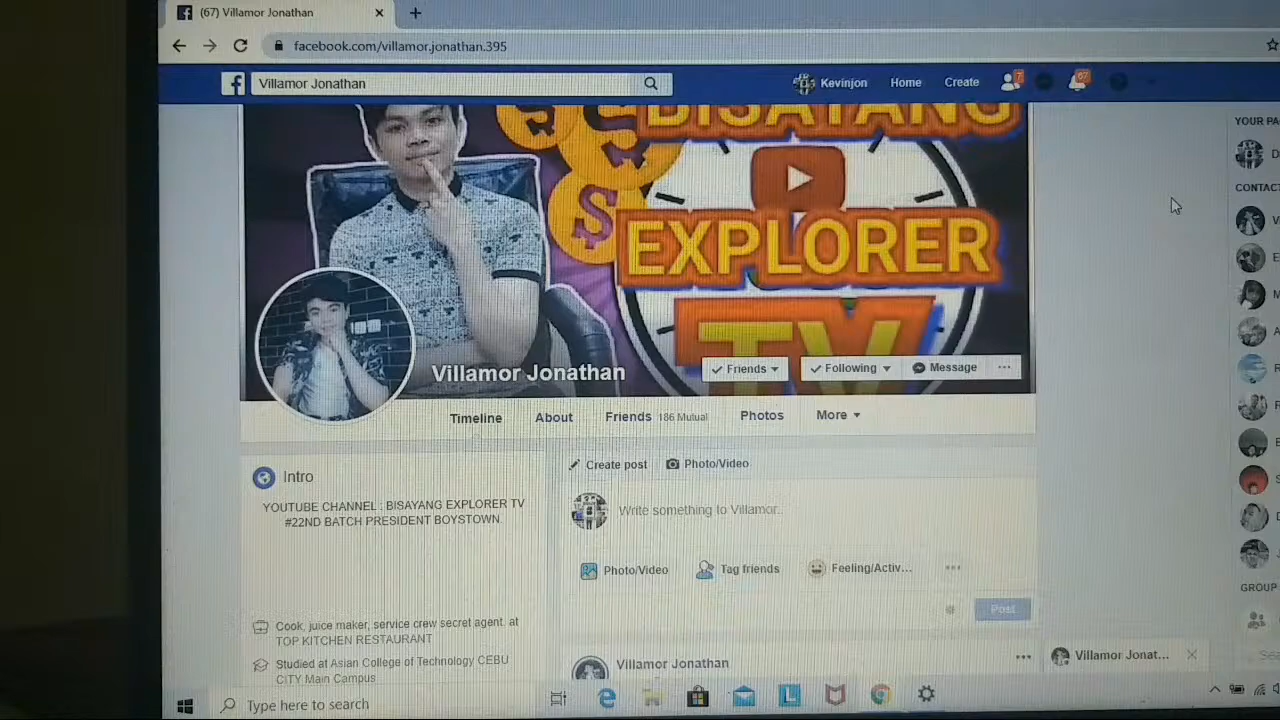 (67) Villamor Jonathan
facebook.com/villamor.jonathan.395
Villamor Jonathan
Kevinjon Home Create 7 67
BISAYANG
EXPLORER
TV
Villamor Jonathan
Friends Following Message
Timeline About Friends 186 Mutual Photos More
YOUR PA
CONTAC
Intro
YOUTUBE CHANNEL : BISAYANG EXPLORER TV
#22ND BATCH PRESIDENT BOYSTOWN.
Cook, juice maker, service crew secret agent. at
TOP KITCHEN RESTAURANT
Studied at Asian College of Technology CEBU
CITY Main Campus
Create post Photo/Video
Write something to Villamor...
Photo/Video Tag friends Feeling/Activ...
Post
Villamor Jonathan
GROUP
Villamor Jonat...
Type here to search